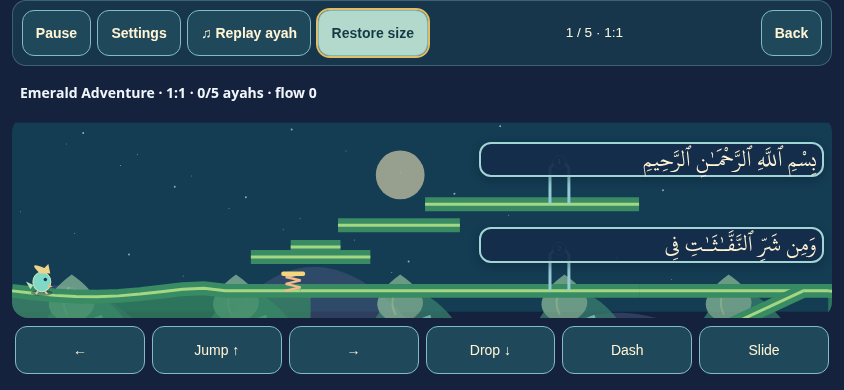 Pause Settings ♫ Replay ayah Restore size 1 / 5 · 1:1 Back
Emerald Adventure · 1:1 · 0/5 ayahs · flow 0
بِسْمِ ٱللَّهِ ٱلرَّحْمَـٰنِ ٱلرَّحِيمِ
وَمِن شَرِّ ٱلنَّفَّـٰثَـٰتِ فِى
← Jump ↑ → Drop ↓ Dash Slide